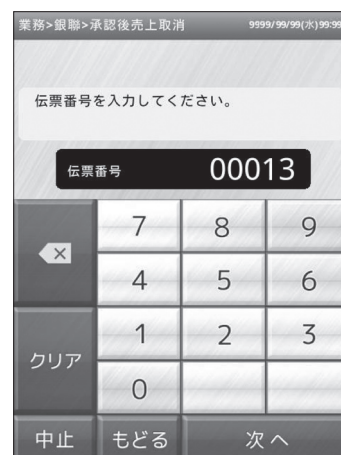 業務>銀聯>承認後売上取消 9999/99/99(水)99:99
伝票番号を入力してください。
伝票番号 00013
7 8 9
4 5 6
1 2 3
クリア
0
中止 もどる 次へ